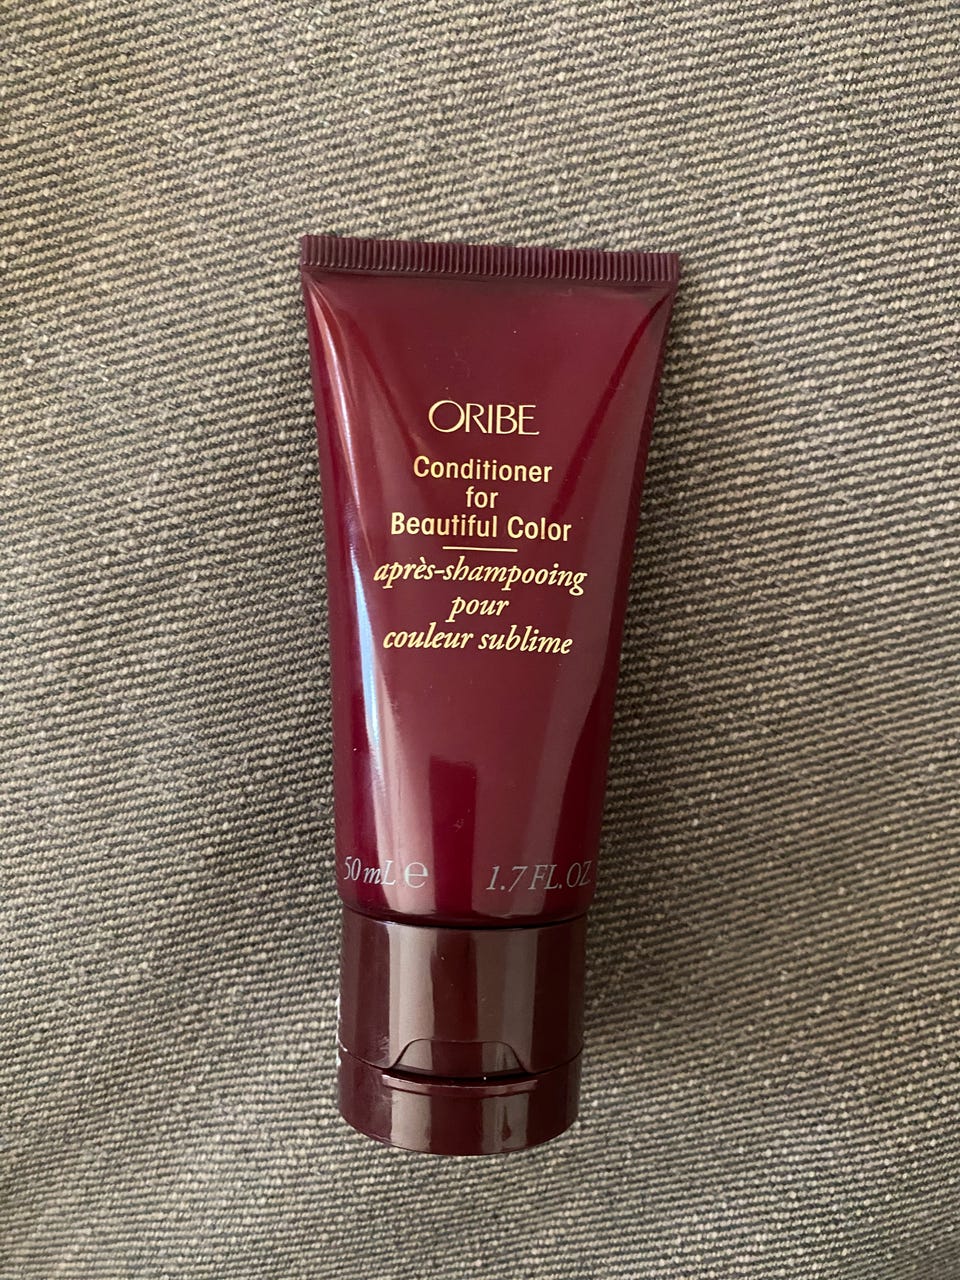 ORIBE
Conditioner
for
Beautiful Color
après-shampooing
pour
couleur sublime
50 mL ℮ 1.7 FL. OZ